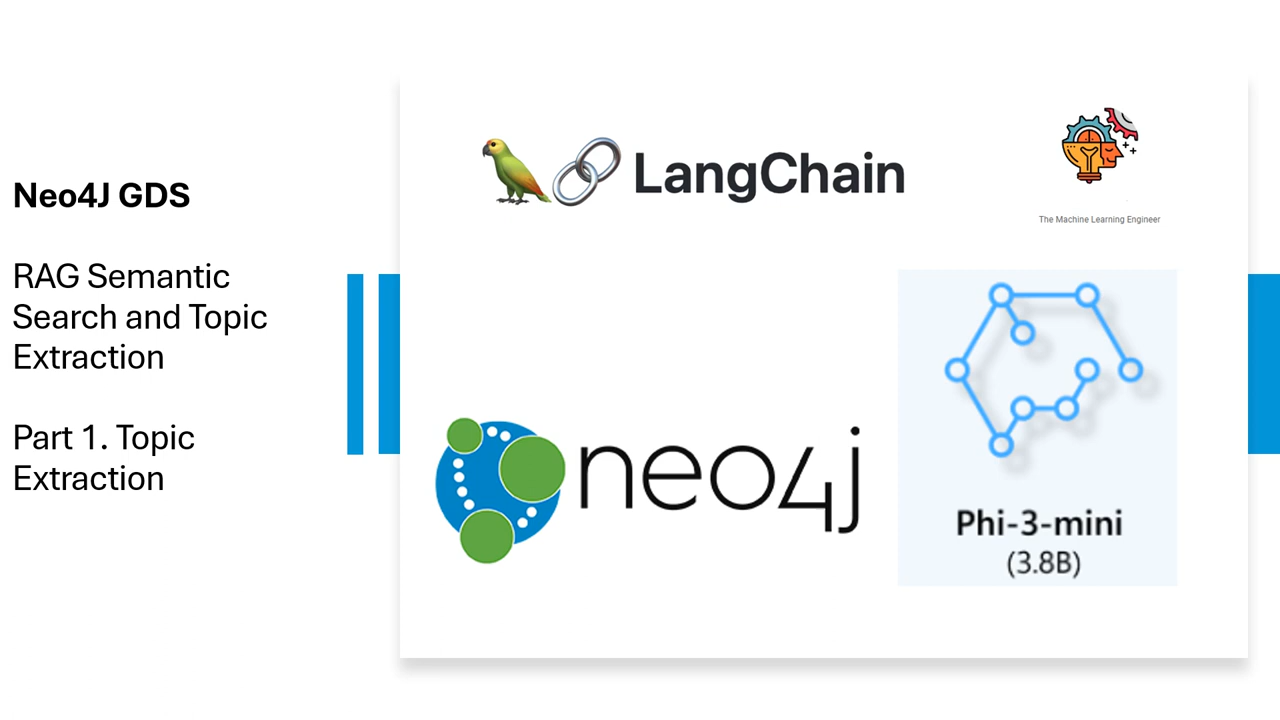 Neo4J GDS
RAG Semantic
Search and Topic
Extraction
Part 1. Topic
Extraction
LangChain
The Machine Learning Engineer
neo4j
Phi-3-mini
(3.8B)